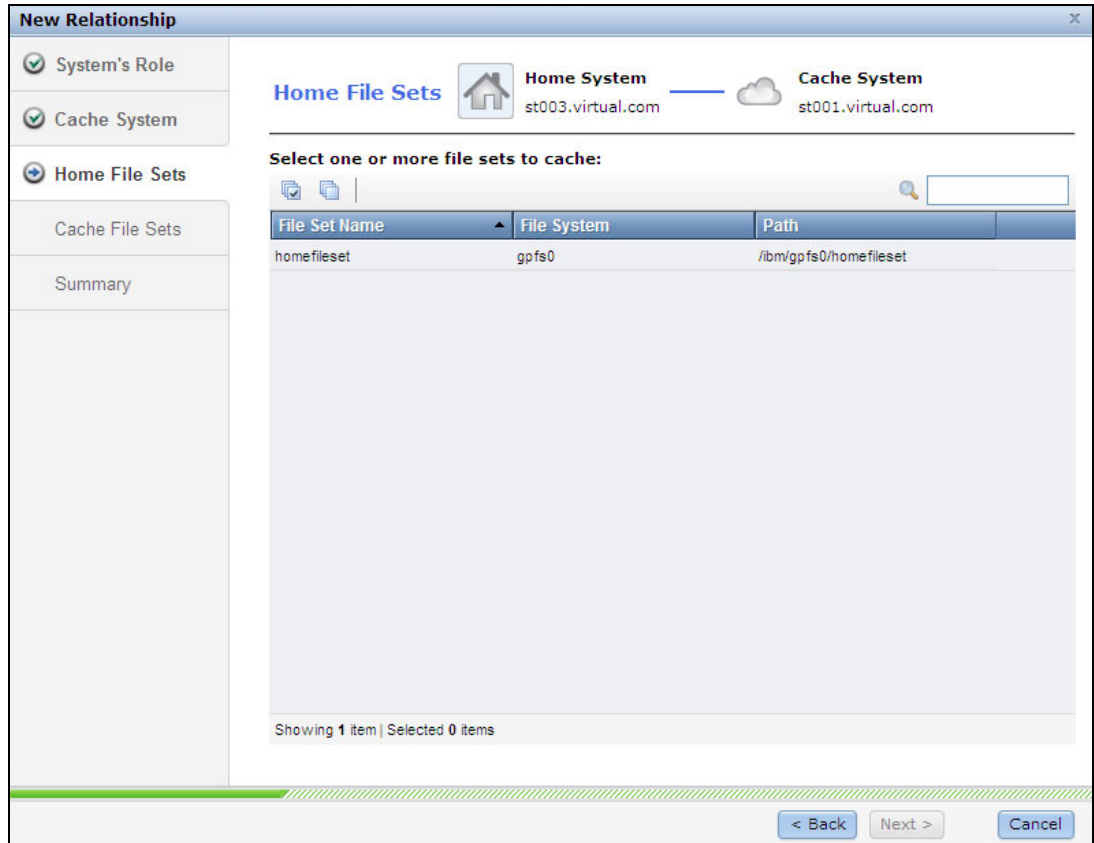 New Relationship x
System's Role
Cache System
Home File Sets
Cache File Sets
Summary
Home File Sets
Home System
st003.virtual.com
Cache System
st001.virtual.com
Select one or more file sets to cache:
File Set Name File System Path
homefileset gpfs0 /ibm/gpfs0/homefileset
Showing 1 item | Selected 0 items
< Back Next > Cancel